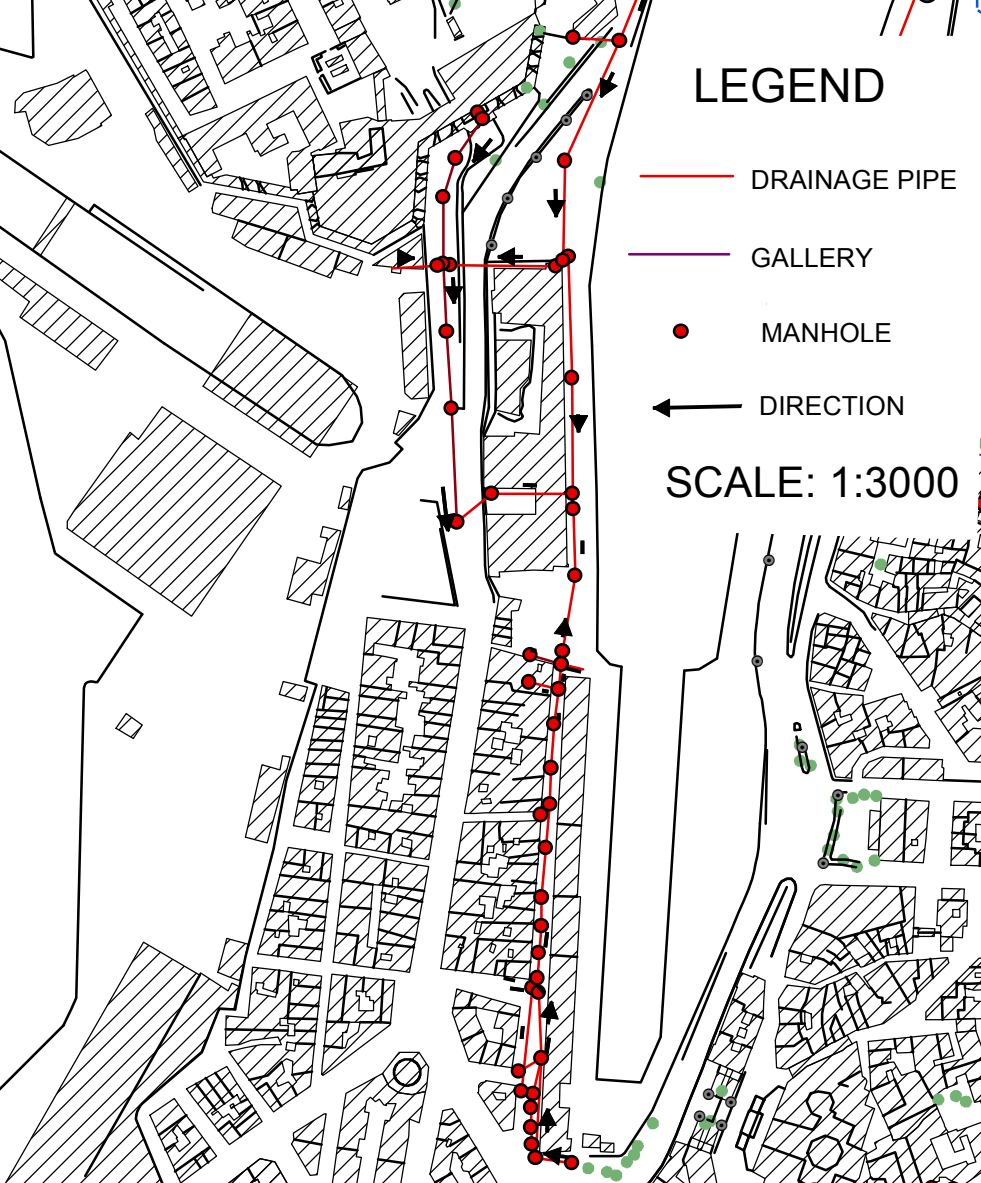 LEGEND
DRAINAGE PIPE
GALLERY
MANHOLE
DIRECTION
SCALE: 1:3000